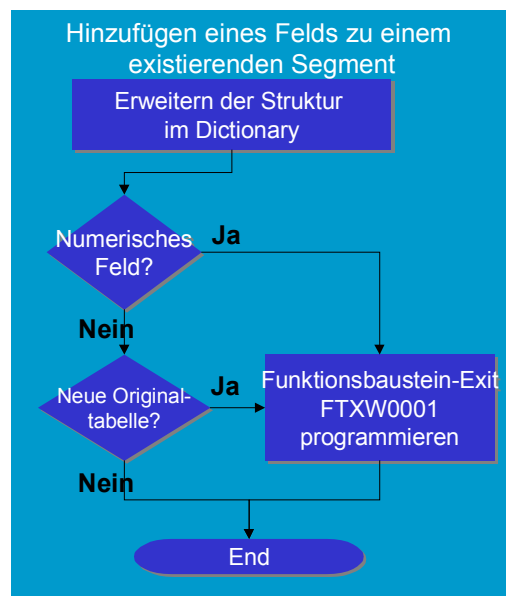 Hinzufügen eines Felds zu einem
existierenden Segment
Erweitern der Struktur
im Dictionary
Numerisches
Feld?
Ja
Nein
Neue Original-
tabelle?
Ja
Funktionsbaustein-Exit
FTXW0001
programmieren
Nein
End